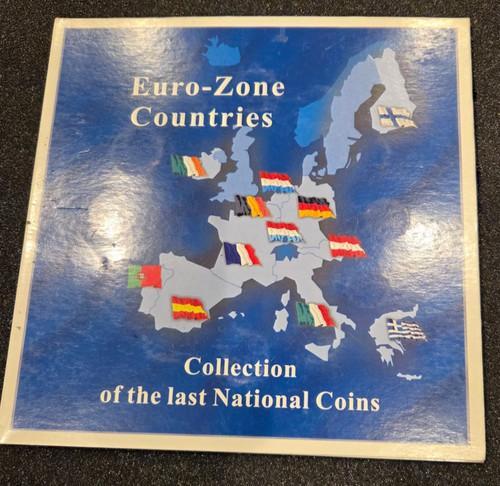 Euro-Zone
Countries
Collection
of the last National Coins